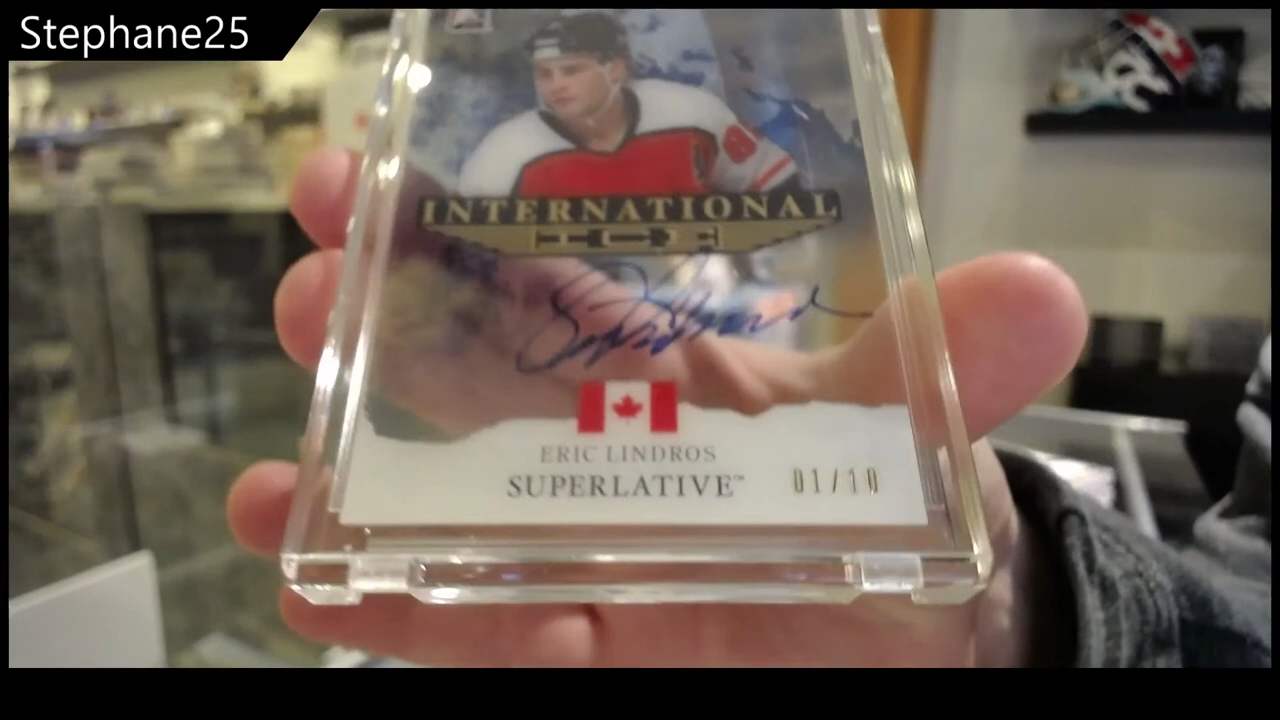 Stephane25
INTERNATIONAL
ICE
ERIC LINDROS
SUPERLATIVE™
01/10